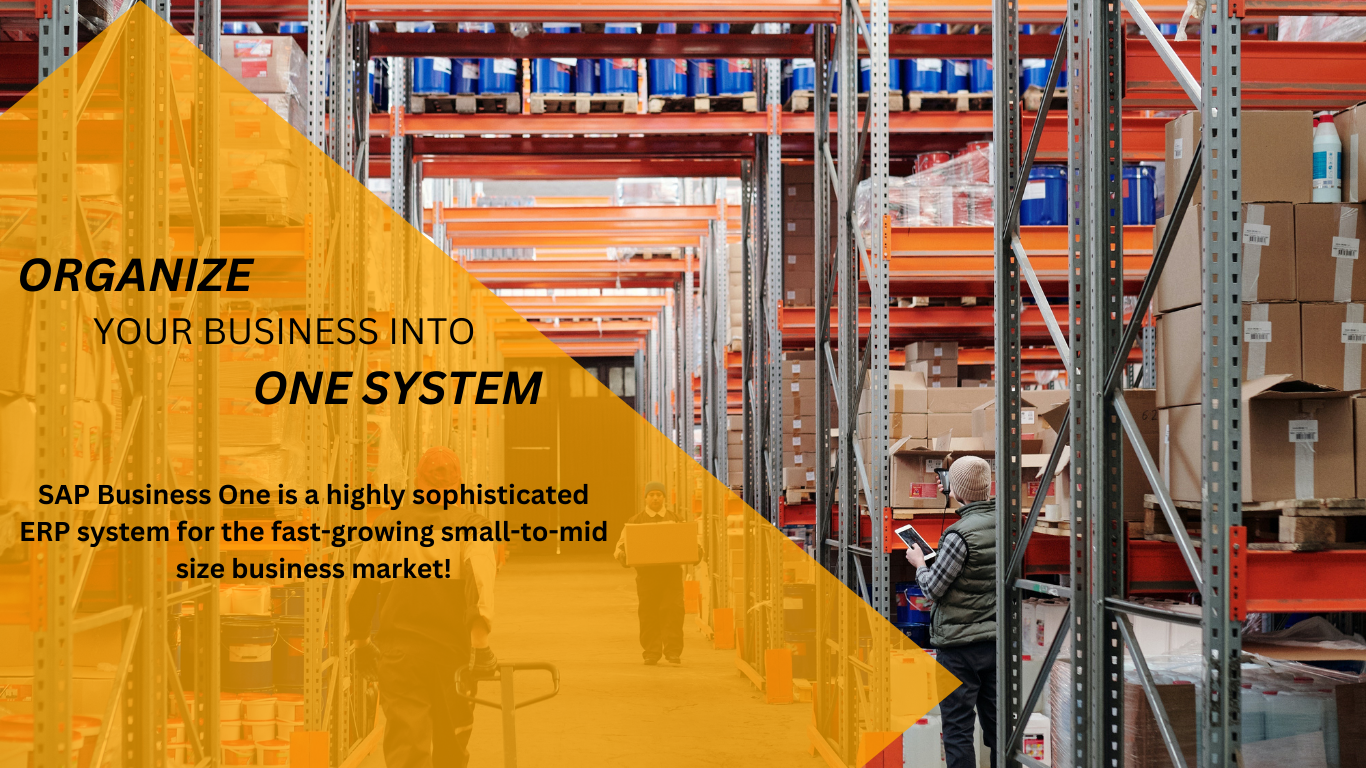 ORGANIZE
YOUR BUSINESS INTO
ONE SYSTEM
SAP Business One is a highly sophisticated
ERP system for the fast-growing small-to-mid
size business market!